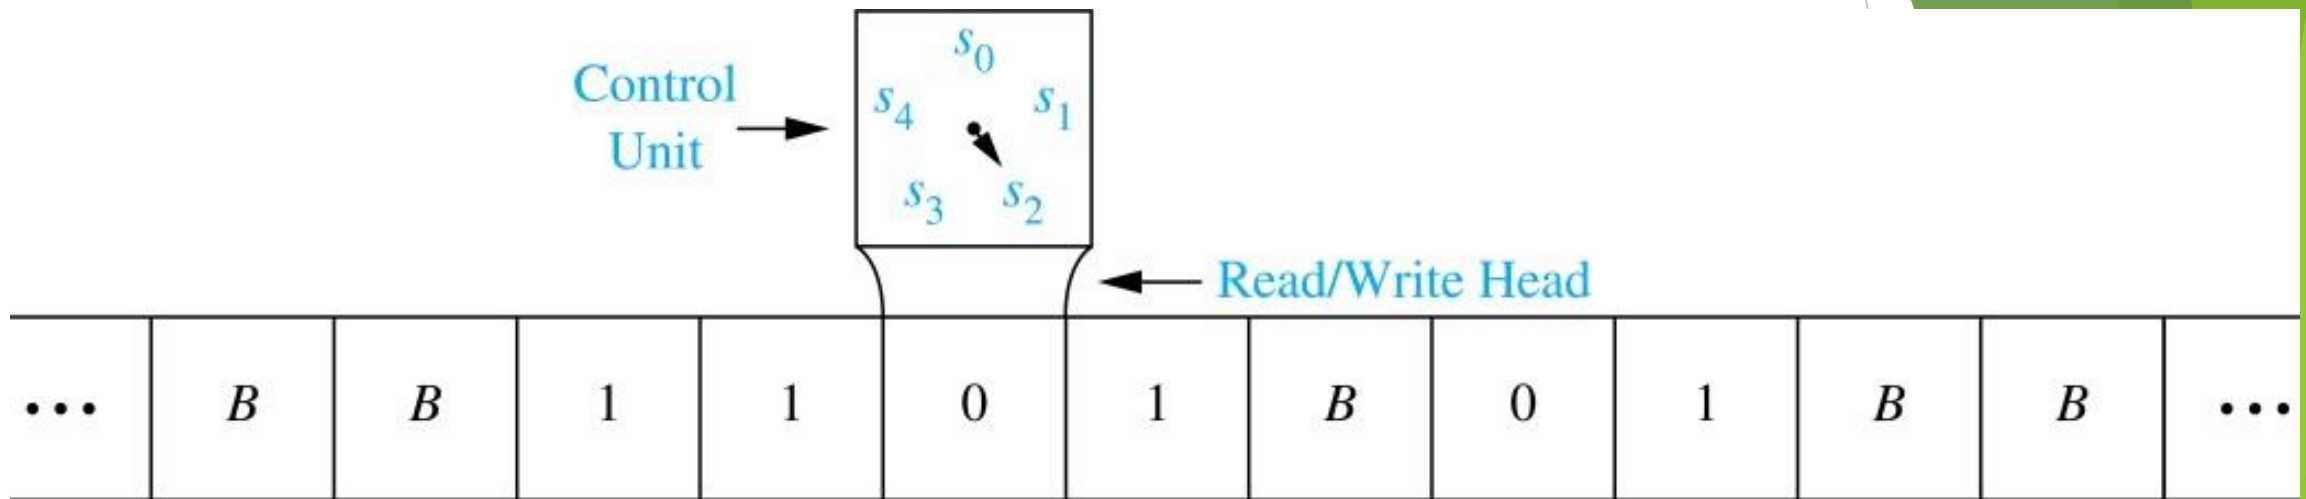 s₀
Control
s₄ s₁
Unit
s₃ s₂
Read/Write Head
... B B 1 1 0 1 B 0 1 B B ...